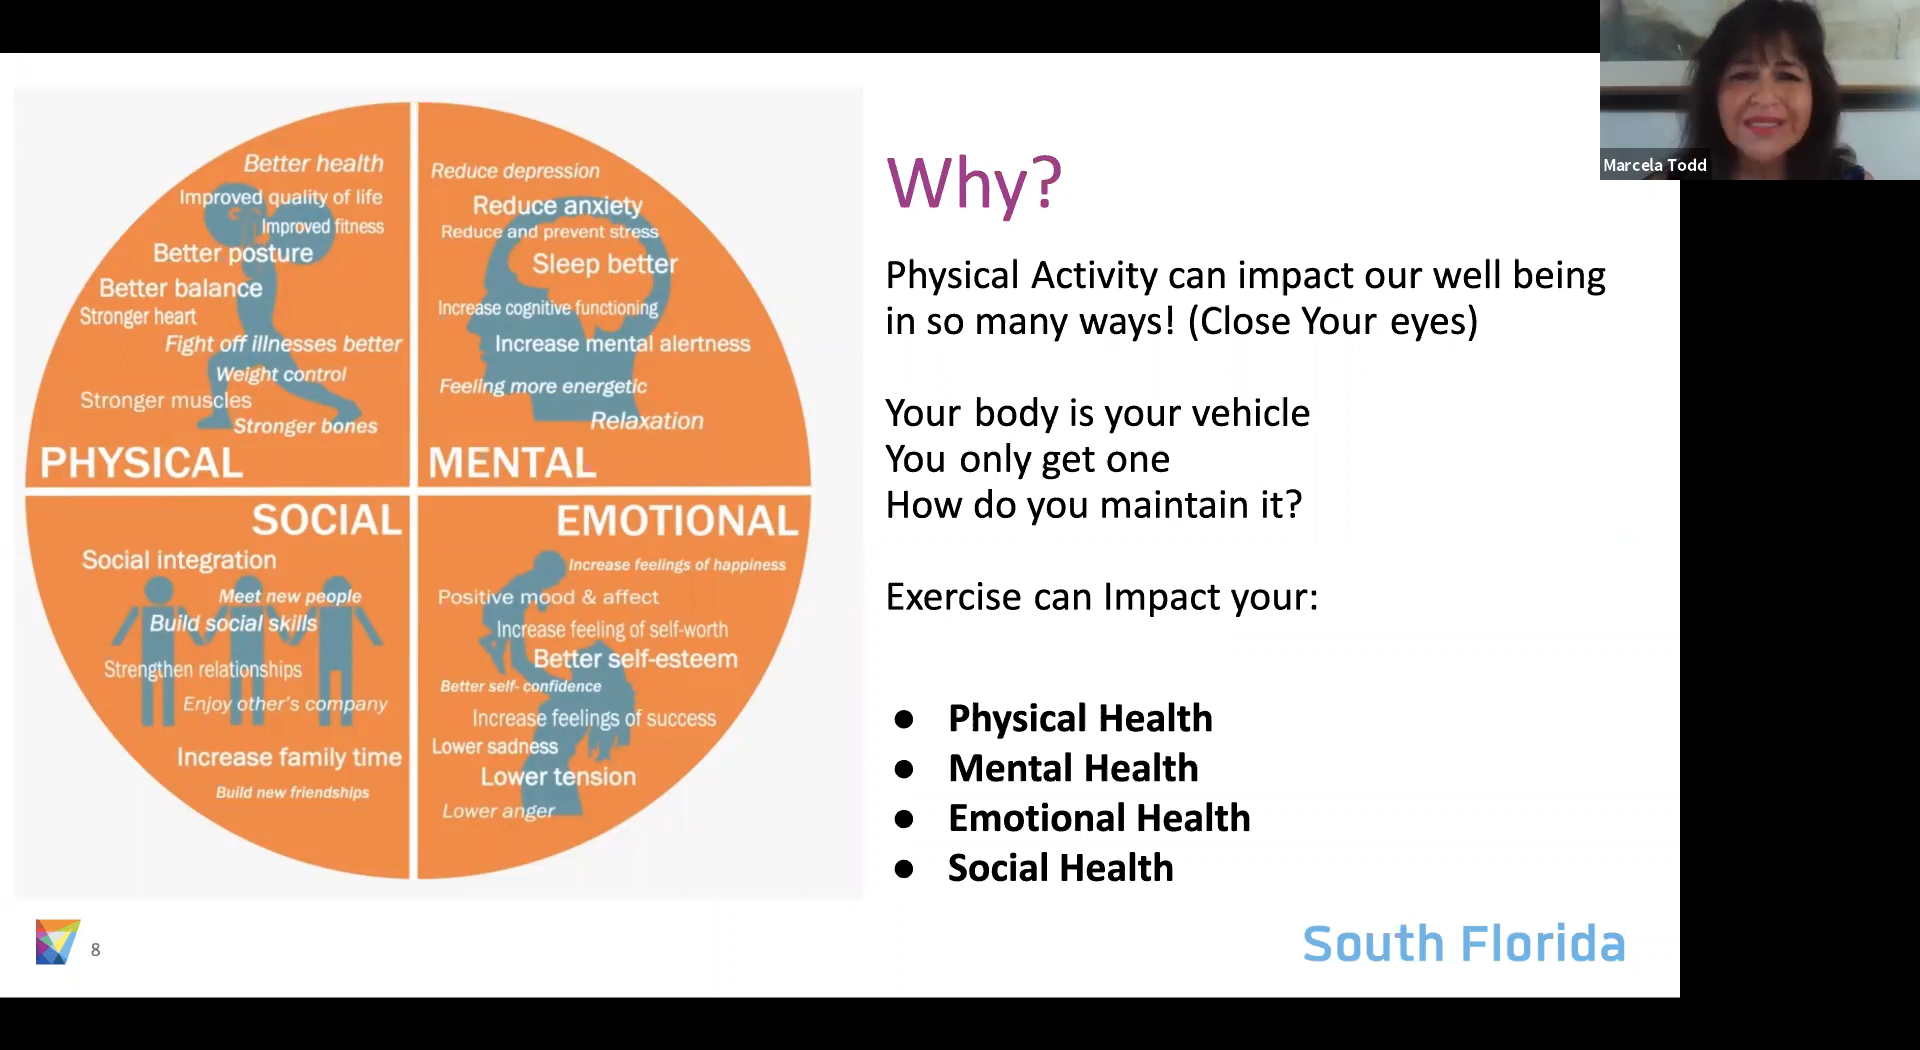 Better health
Improved quality of life
Improved fitness
Better posture
Better balance
Stronger heart
Fight off illnesses better
Weight control
Stronger muscles
Stronger bones
PHYSICAL
Reduce depression
Reduce anxiety
Reduce and prevent stress
Sleep better
Increase cognitive functioning
Increase mental alertness
Feeling more energetic
Relaxation
MENTAL
SOCIAL
Social integration
Meet new people
Build social skills
Strengthen relationships
Enjoy other's company
Increase family time
Build new friendships
EMOTIONAL
Increase feelings of happiness
Positive mood & affect
Increase feeling of self-worth
Better self-esteem
Better self- confidence
Increase feelings of success
Lower sadness
Lower tension
Lower anger
Why?
Physical Activity can impact our well being
in so many ways! (Close Your eyes)
Your body is your vehicle
You only get one
How do you maintain it?
Exercise can Impact your:
● Physical Health
● Mental Health
● Emotional Health
● Social Health
8
South Florida
Marcela Todd